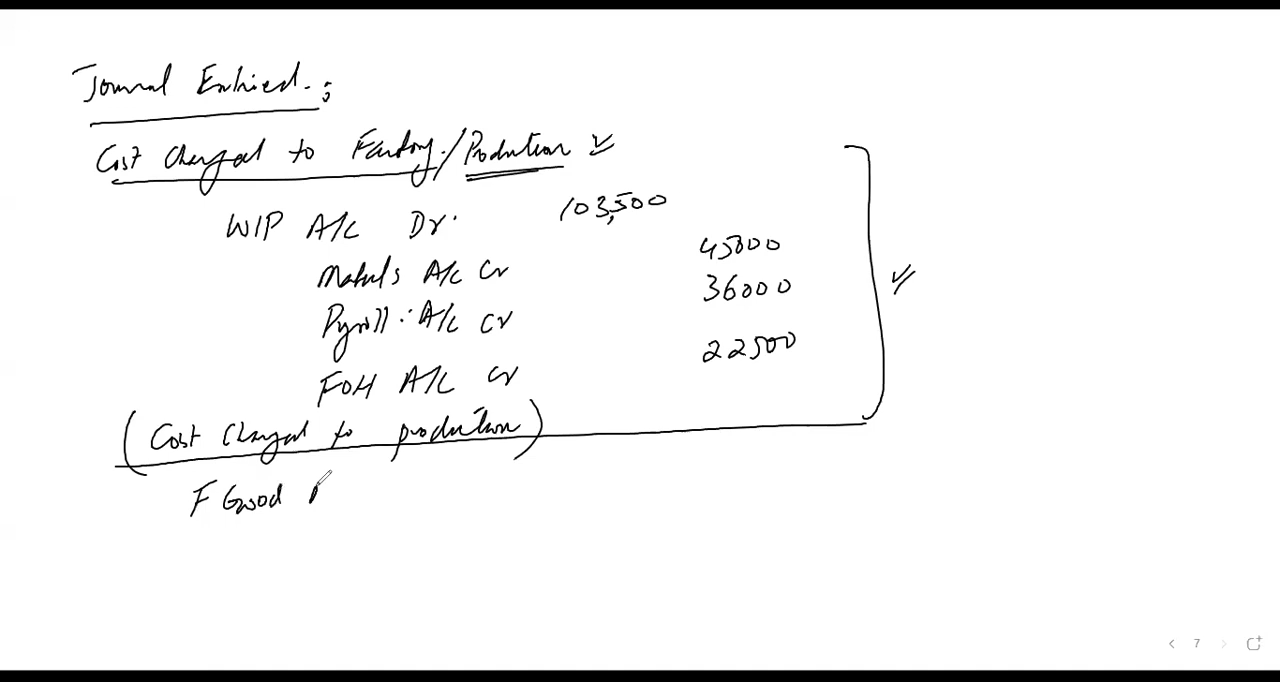 Journal Entries :
Cost Charged to Factory / Production
WIP A/C Dr. 103,500
Materials A/C Cr 45000
Payroll A/C Cr 36000
FOH A/C Cr 22500
(Cost Charged to production)
F Good
7